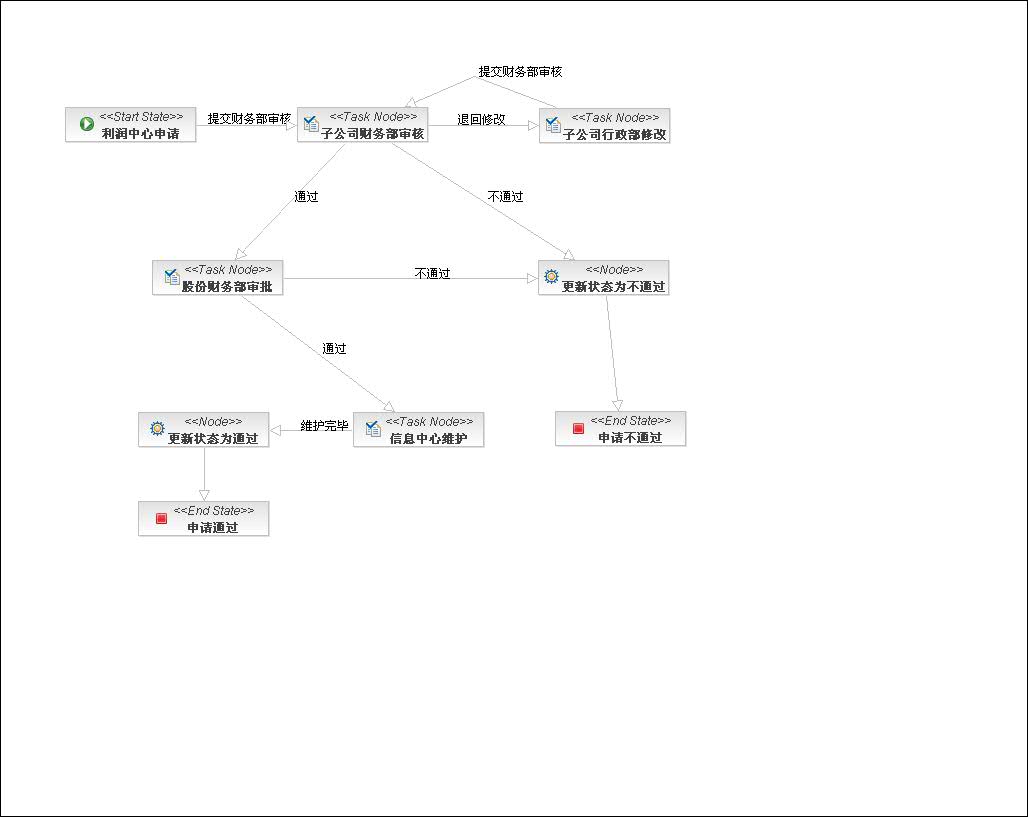 提交财务部审核
<<Start State>>
利润中心申请
提交财务部审核
<<Task Node>>
子公司财务部审核
退回修改
<<Task Node>>
子公司行政部修改
通过
不通过
<<Task Node>>
股份财务部审批
不通过
<<Node>>
更新状态为不通过
通过
<<Node>>
更新状态为通过
维护完毕
<<Task Node>>
信息中心维护
<<End State>>
申请不通过
<<End State>>
申请通过